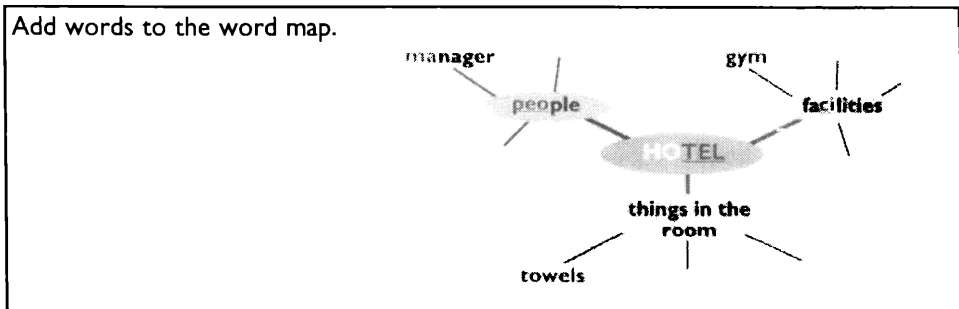 Add words to the word map.
manager
gym
people
facilities
HOTEL
things in the
room
towels